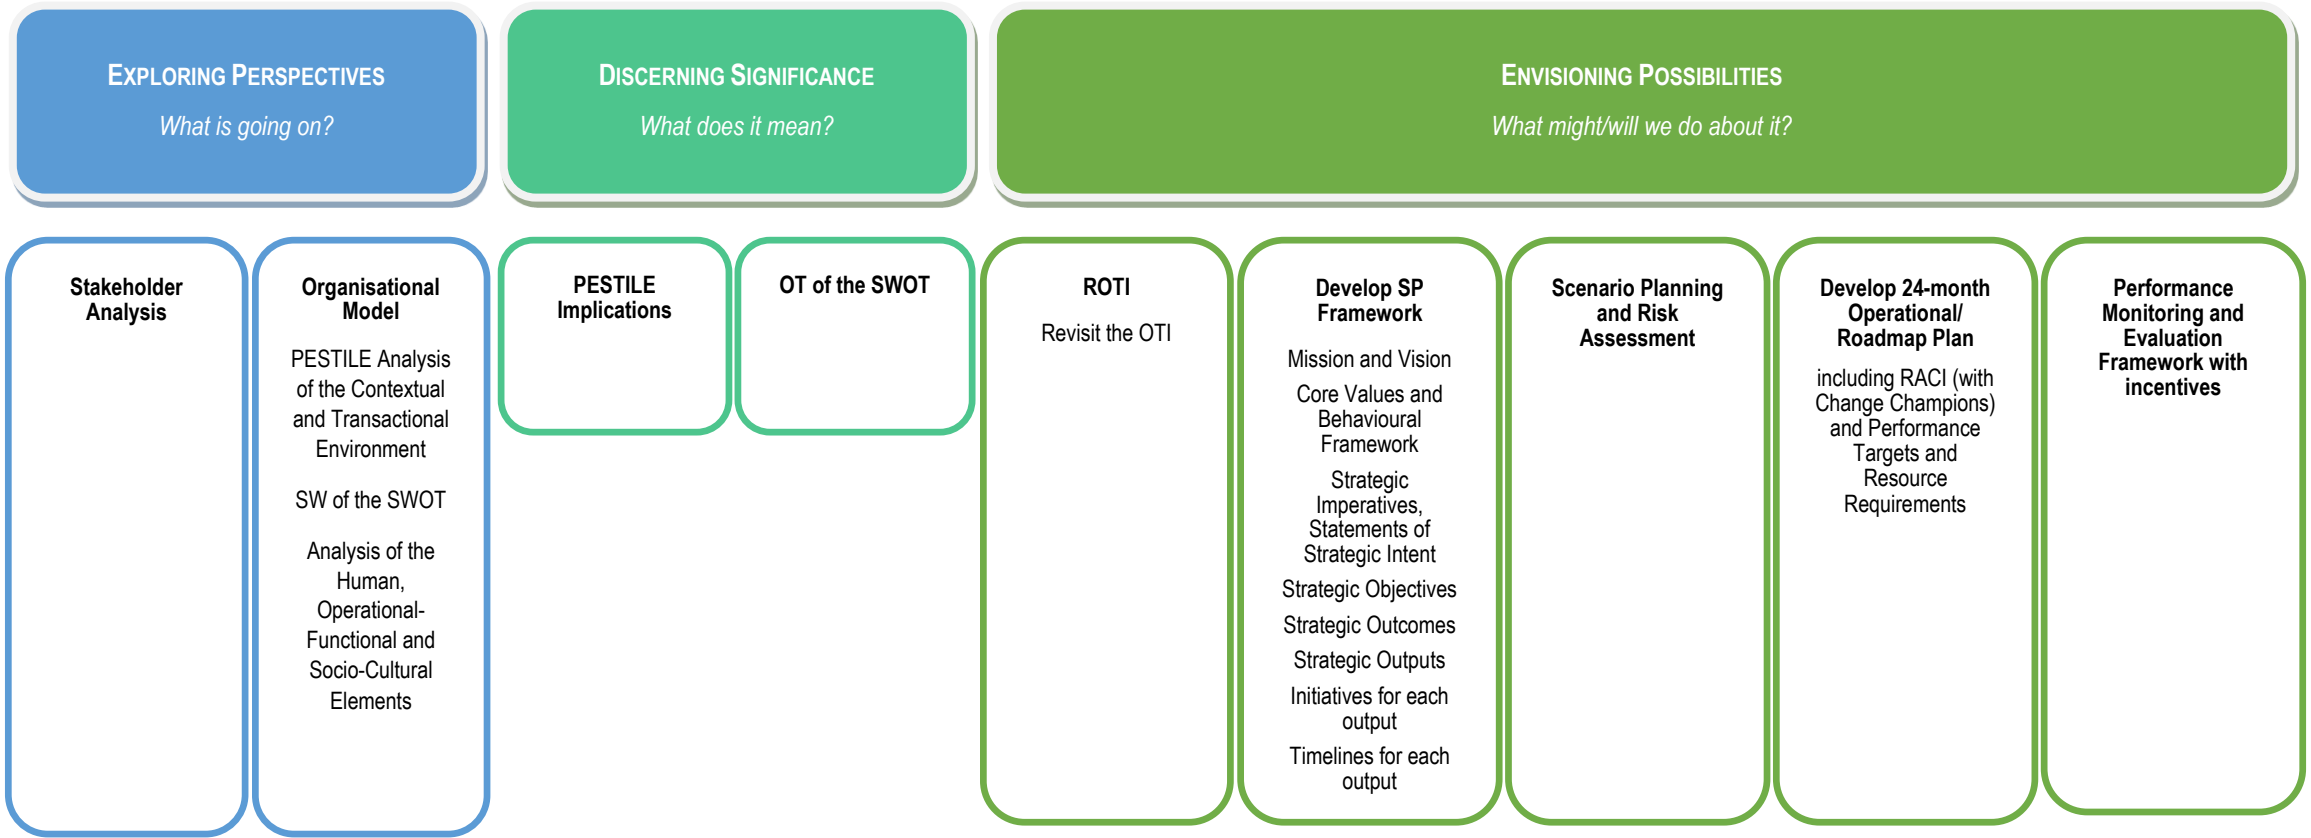 EXPLORING PERSPECTIVES
What is going on?
DISCERNING SIGNIFICANCE
What does it mean?
ENVISIONING POSSIBILITIES
What might/will we do about it?
Stakeholder
Analysis
Organisational
Model
PESTILE Analysis
of the Contextual
and Transactional
Environment
SW of the SWOT
Analysis of the
Human,
Operational-
Functional and
Socio-Cultural
Elements
PESTILE
Implications
OT of the SWOT
ROTI
Revisit the OTI
Develop SP
Framework
Mission and Vision
Core Values and
Behavioural
Framework
Strategic
Imperatives,
Statements of
Strategic Intent
Strategic Objectives
Strategic Outcomes
Strategic Outputs
Initiatives for each
output
Timelines for each
output
Scenario Planning
and Risk
Assessment
Develop 24-month
Operational/
Roadmap Plan
including RACI (with
Change Champions)
and Performance
Targets and
Resource
Requirements
Performance
Monitoring and
Evaluation
Framework with
incentives